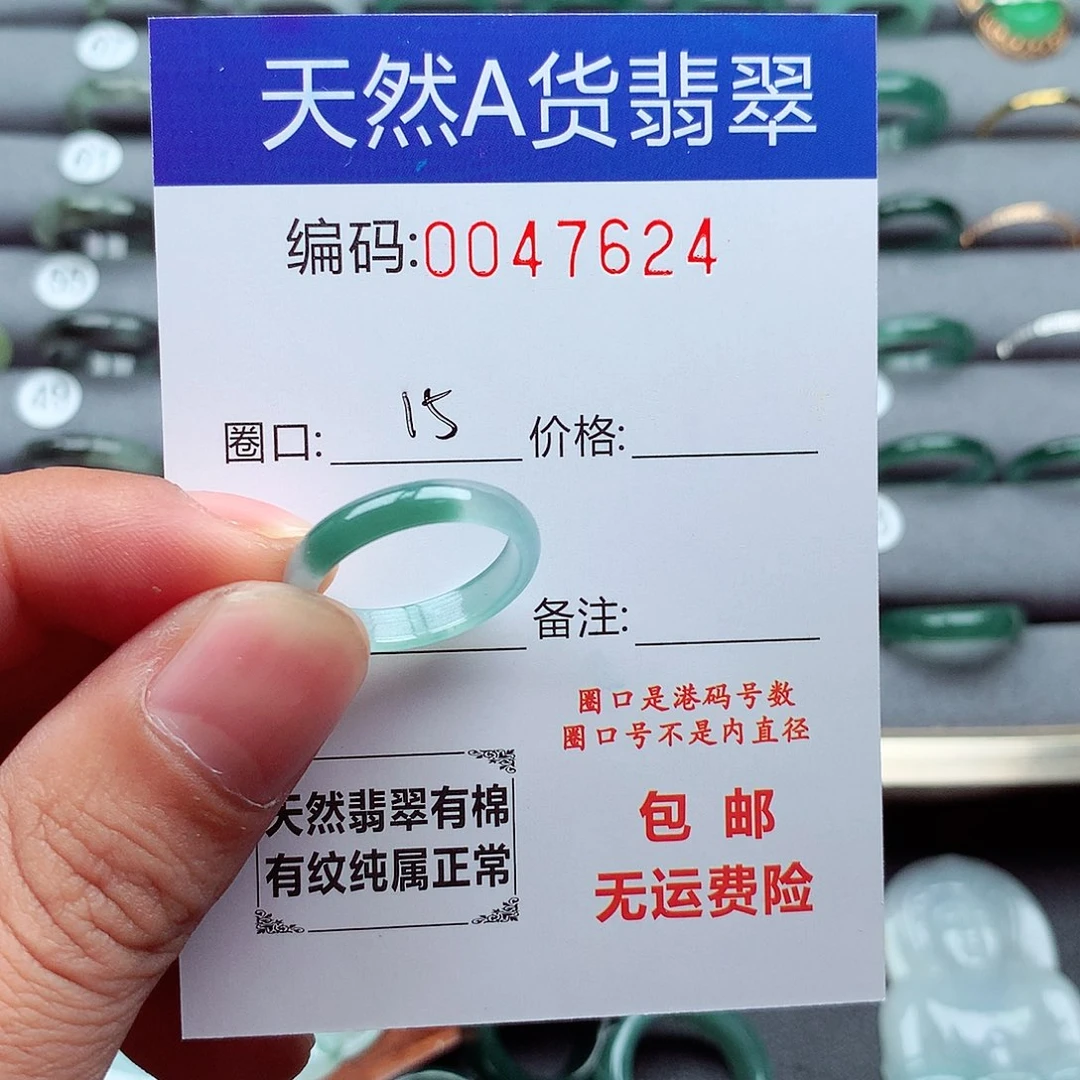 天然A货翡翠
编码:0047624
圈口: 15 价格:
备注:
圈口是港码号数
圈口号不是内直径
天然翡翠有棉
有纹纯属正常
包 邮
无运费险
49